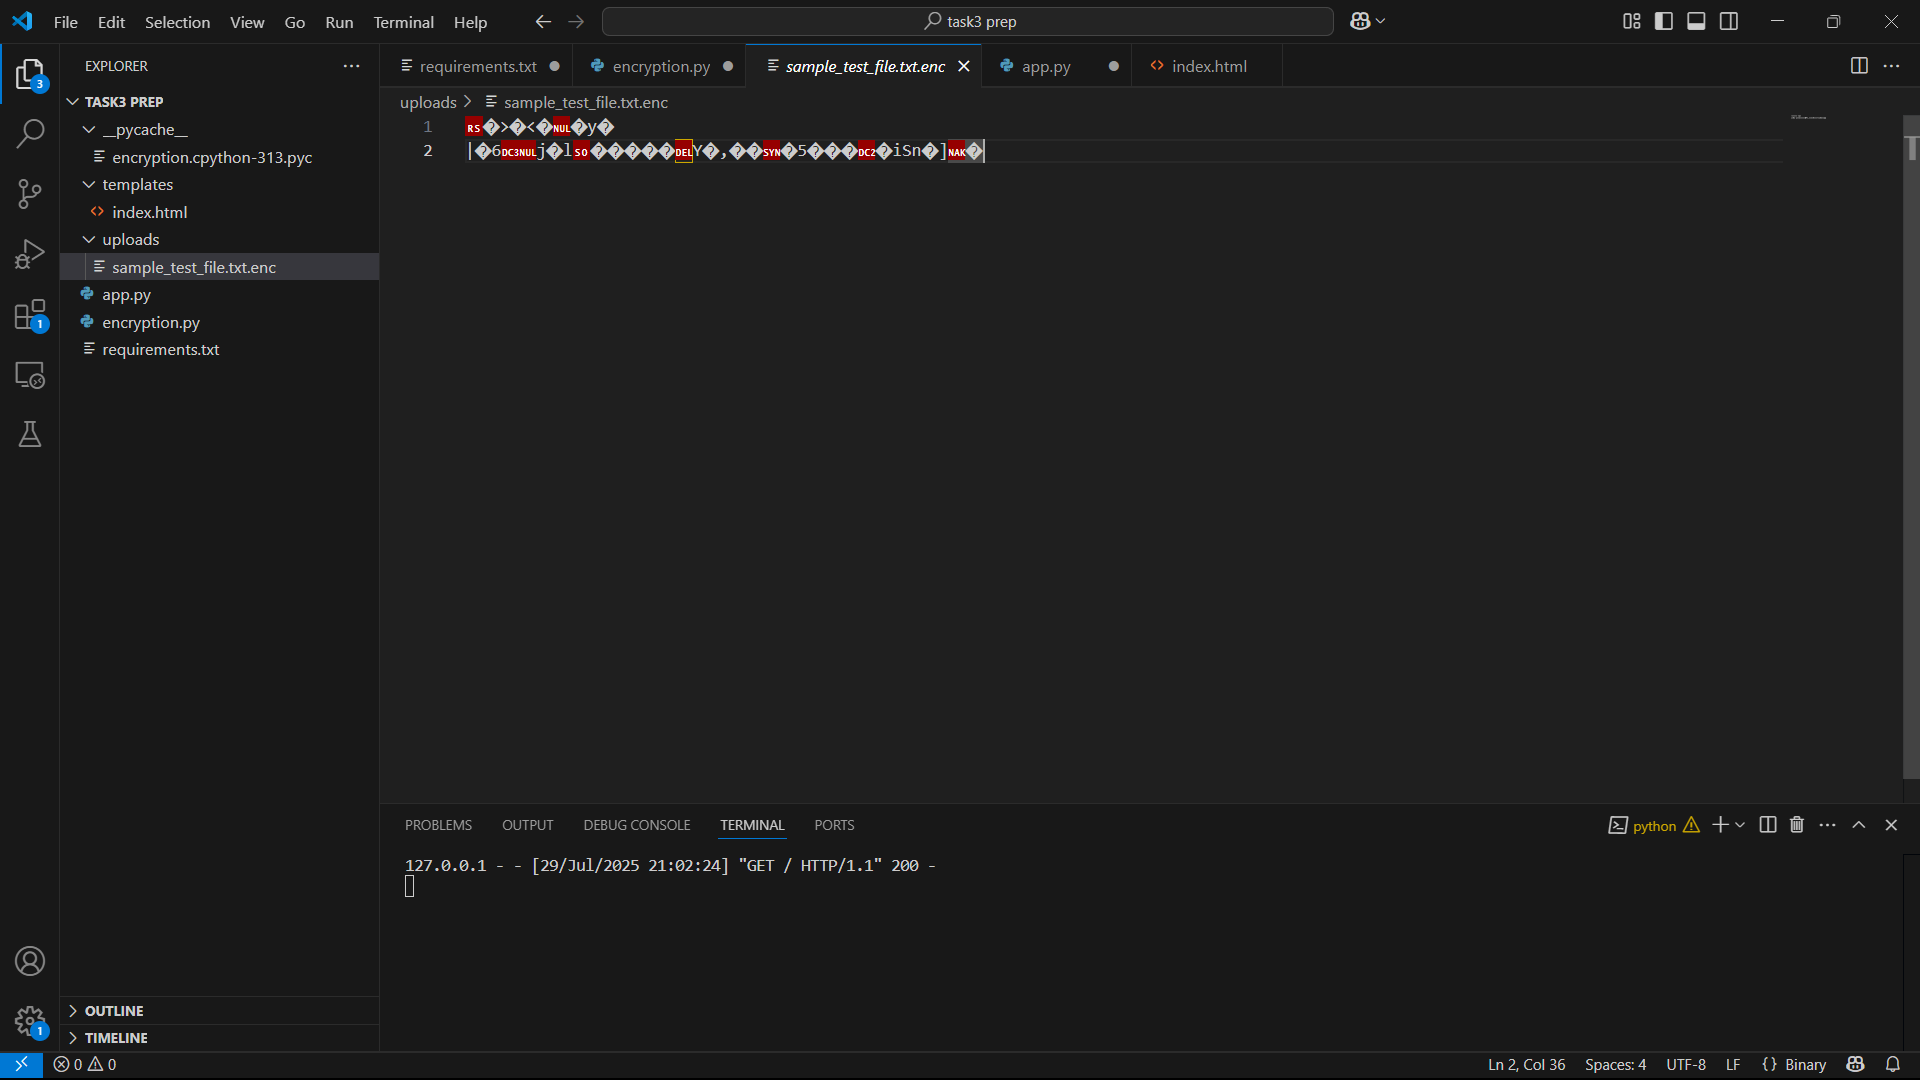 File Edit Selection View Go Run Terminal Help
task3 prep
EXPLORER
TASK3 PREP
__pycache__
encryption.cpython-313.pyc
templates
index.html
uploads
sample_test_file.txt.enc
app.py
encryption.py
requirements.txt
OUTLINE
TIMELINE
3
1
1
requirements.txt encryption.py sample_test_file.txt.enc app.py index.html
uploads > sample_test_file.txt.enc
1 RS�>�<�NUL�y�
2 |�6DC3NULj�lSO�����DELY�,��SYN�5���DC2�iSn�]NAK�
PROBLEMS OUTPUT DEBUG CONSOLE TERMINAL PORTS
python
127.0.0.1 - - [29/Jul/2025 21:02:24] "GET / HTTP/1.1" 200 -
0 0
Ln 2, Col 36 Spaces: 4 UTF-8 LF {} Binary